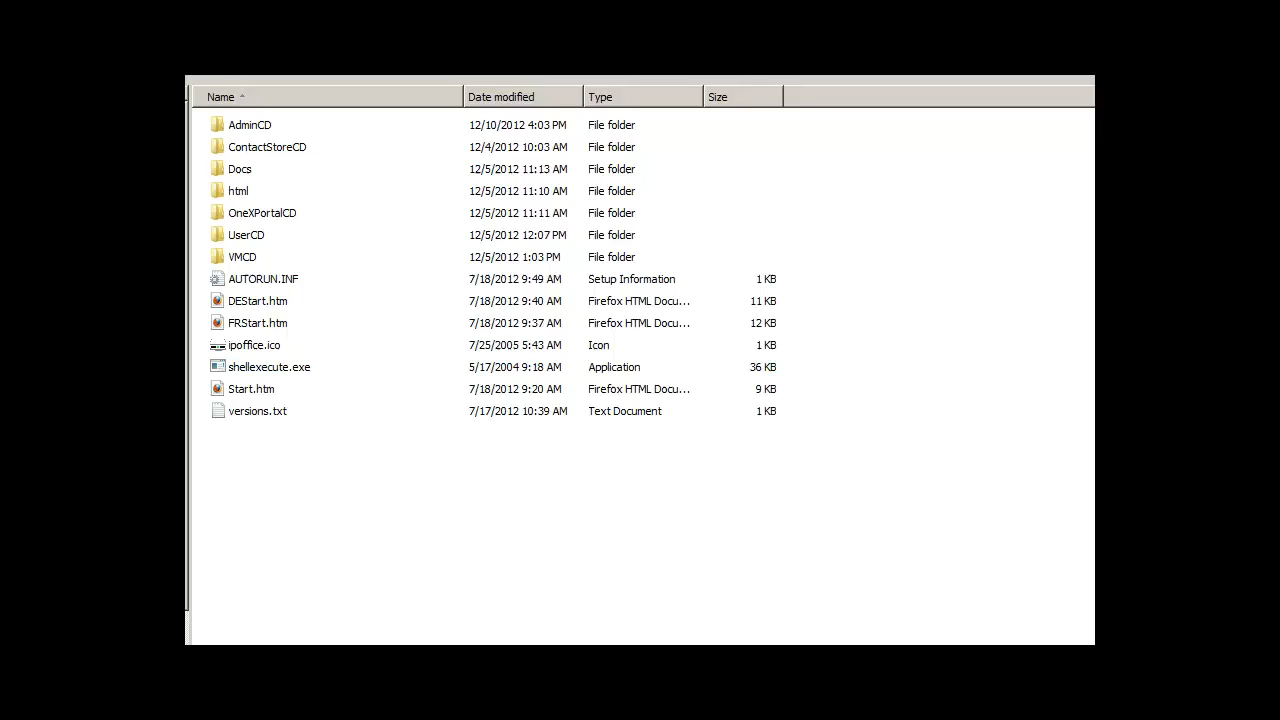 Name Date modified Type Size
AdminCD 12/10/2012 4:03 PM File folder
ContactStoreCD 12/4/2012 10:03 AM File folder
Docs 12/5/2012 11:13 AM File folder
html 12/5/2012 11:10 AM File folder
OneXPortalCD 12/5/2012 11:11 AM File folder
UserCD 12/5/2012 12:07 PM File folder
VMCD 12/5/2012 1:03 PM File folder
AUTORUN.INF 7/18/2012 9:49 AM Setup Information 1 KB
DEStart.htm 7/18/2012 9:40 AM Firefox HTML Docu... 11 KB
FRStart.htm 7/18/2012 9:37 AM Firefox HTML Docu... 12 KB
ipoffice.ico 7/25/2005 5:43 AM Icon 1 KB
shellexecute.exe 5/17/2004 9:18 AM Application 36 KB
Start.htm 7/18/2012 9:20 AM Firefox HTML Docu... 9 KB
versions.txt 7/17/2012 10:39 AM Text Document 1 KB